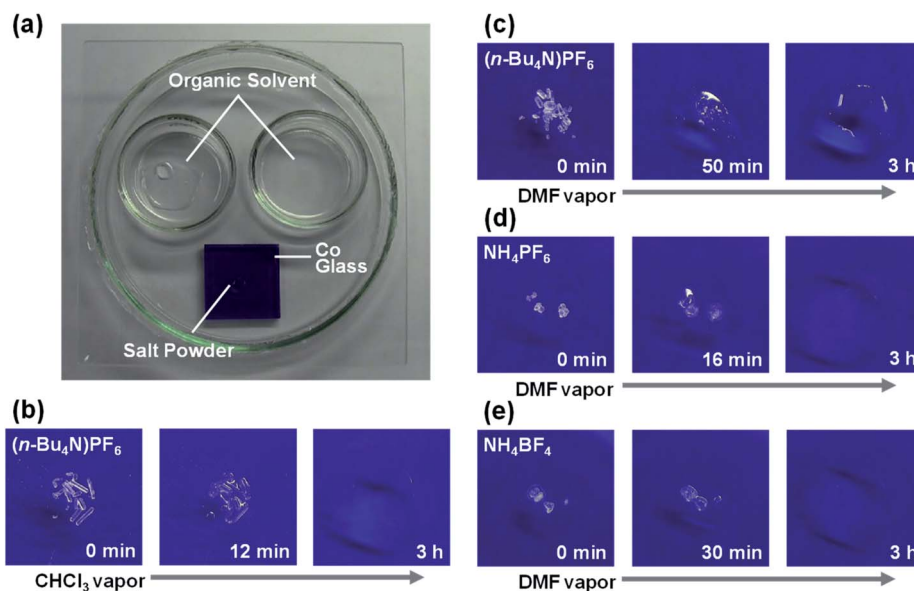 (a)
Organic Solvent
Co
Glass
Salt Powder
(b)
(n-Bu₄N)PF₆
0 min
12 min
3 h
CHCl₃ vapor
(c)
(n-Bu₄N)PF₆
0 min
50 min
3 h
DMF vapor
(d)
NH₄PF₆
0 min
16 min
3 h
DMF vapor
(e)
NH₄BF₄
0 min
30 min
3 h
DMF vapor